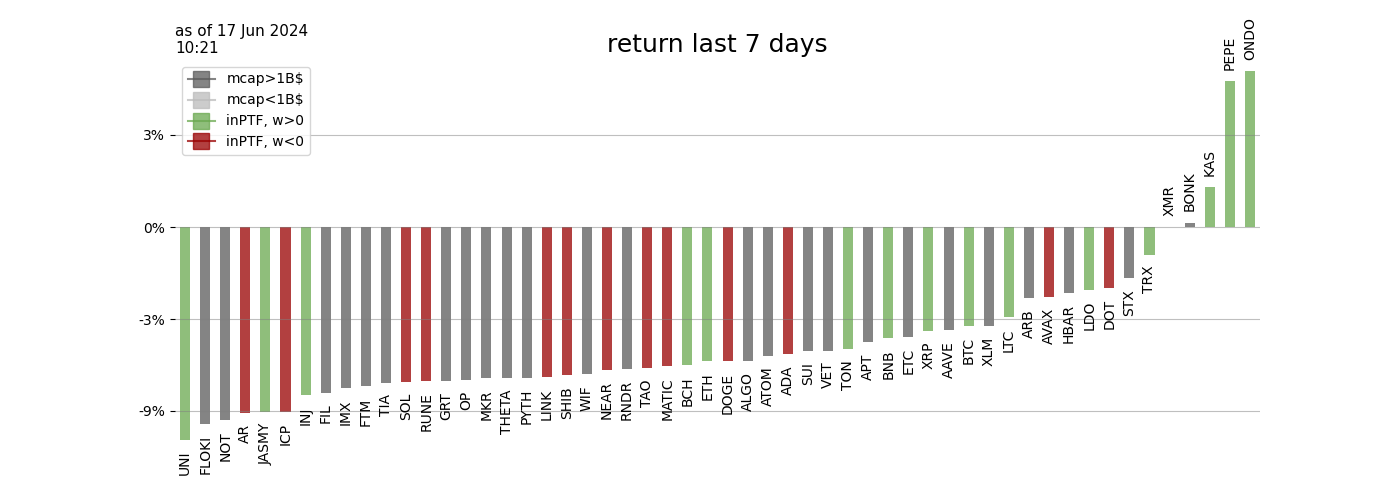 as of 17 Jun 2024
10:21
return last 7 days
mcap>1B$
mcap<1B$
inPTF, w>0
inPTF, w<0
3%
0%
-3%
-9%
UNI
FLOKI
NOT
AR
JASMY
ICP
INJ
FIL
IMX
FTM
TIA
SOL
RUNE
GRT
OP
MKR
THETA
PYTH
LINK
SHIB
WIF
NEAR
RNDR
TAO
MATIC
BCH
ETH
DOGE
ALGO
ATOM
ADA
SUI
VET
TON
APT
BNB
ETC
XRP
AAVE
BTC
XLM
LTC
ARB
AVAX
HBAR
LDO
DOT
STX
TRX
XMR
BONK
KAS
PEPE
ONDO